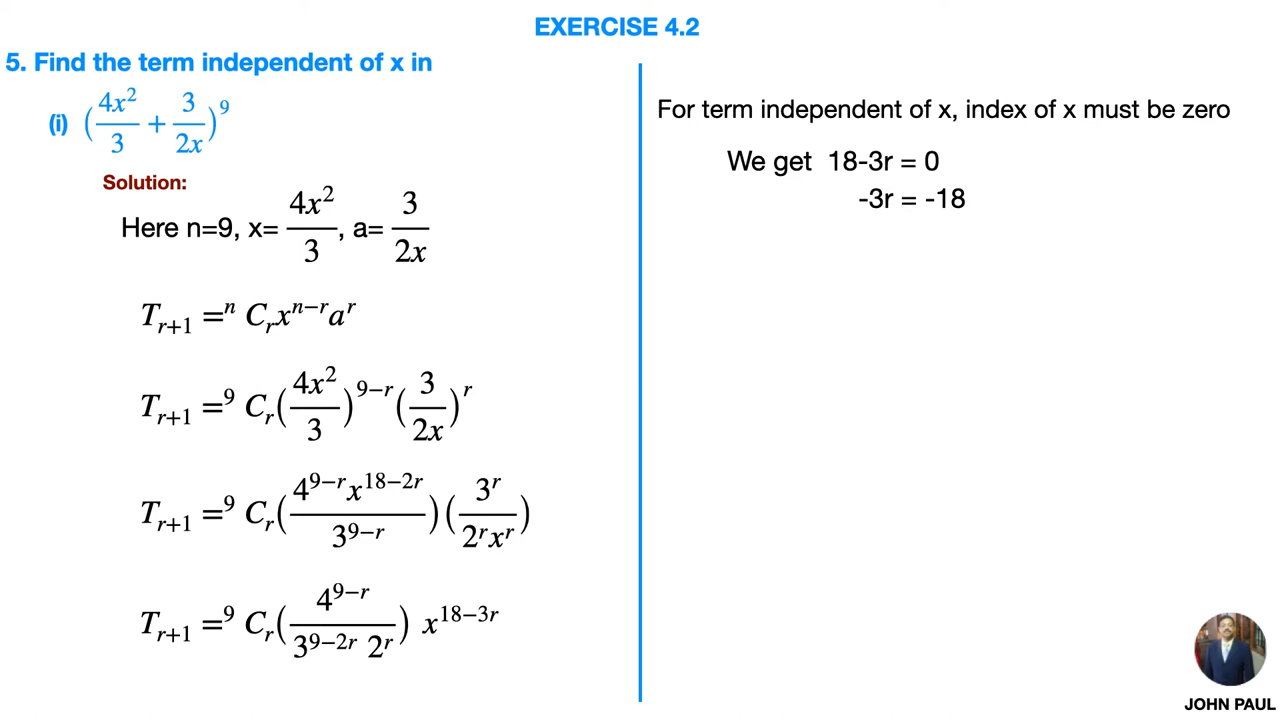 EXERCISE 4.2
5. Find the term independent of x in
(i) (4x²/3 + 3/2x)⁹
Solution:
Here n=9, x= 4x²/3, a= 3/2x
Tᵣ₊₁ =ⁿ Cᵣxⁿ⁻ʳaʳ
Tᵣ₊₁ =⁹ Cᵣ(4x²/3)⁹⁻ʳ(3/2x)ʳ
Tᵣ₊₁ =⁹ Cᵣ(4⁹⁻ʳx¹⁸⁻²ʳ/3⁹⁻ʳ)(3ʳ/2ʳxʳ)
Tᵣ₊₁ =⁹ Cᵣ(4⁹⁻ʳ/3⁹⁻²ʳ 2ʳ) x¹⁸⁻³ʳ
For term independent of x, index of x must be zero
We get 18-3r = 0
-3r = -18
JOHN PAUL